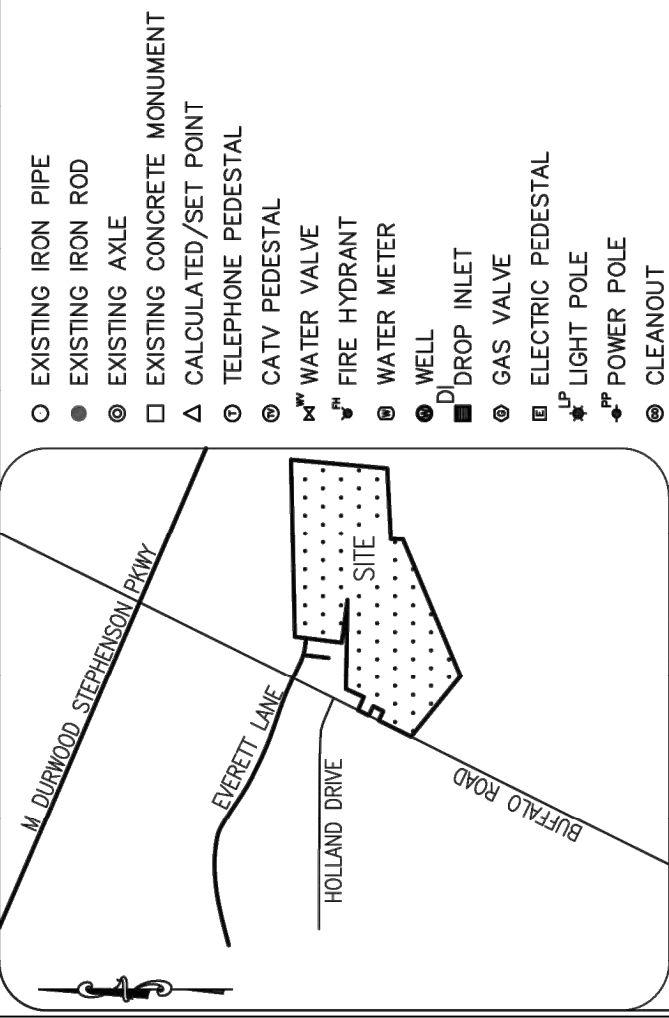 M DURWOOD STEPHENSON PKWY
EVERETT LANE
HOLLAND DRIVE
SITE
BUFFALO ROAD
EXISTING IRON PIPE
EXISTING IRON ROD
EXISTING AXLE
EXISTING CONCRETE MONUMENT
CALCULATED/SET POINT
T TELEPHONE PEDESTAL
TV CATV PEDESTAL
WV WATER VALVE
FH FIRE HYDRANT
W WATER METER
W WELL
DI DROP INLET
G GAS VALVE
E ELECTRIC PEDESTAL
LP LIGHT POLE
PP POWER POLE
CLEANOUT